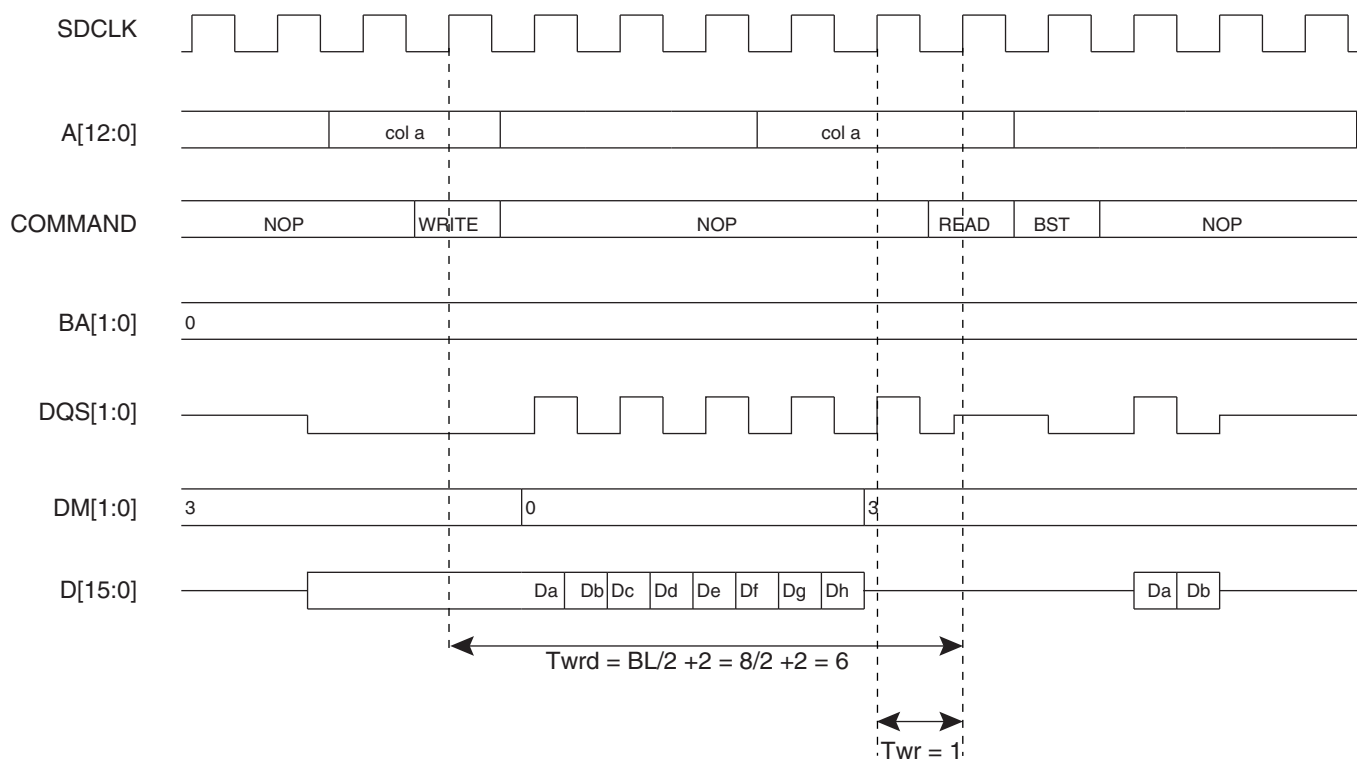 SDCLK
A[12:0] col a col a
COMMAND NOP WRITE NOP READ BST NOP
BA[1:0] 0
DQS[1:0]
DM[1:0] 3 0 3
D[15:0] Da Db Dc Dd De Df Dg Dh Da Db
Twrd = BL/2 +2 = 8/2 +2 = 6
Twr = 1